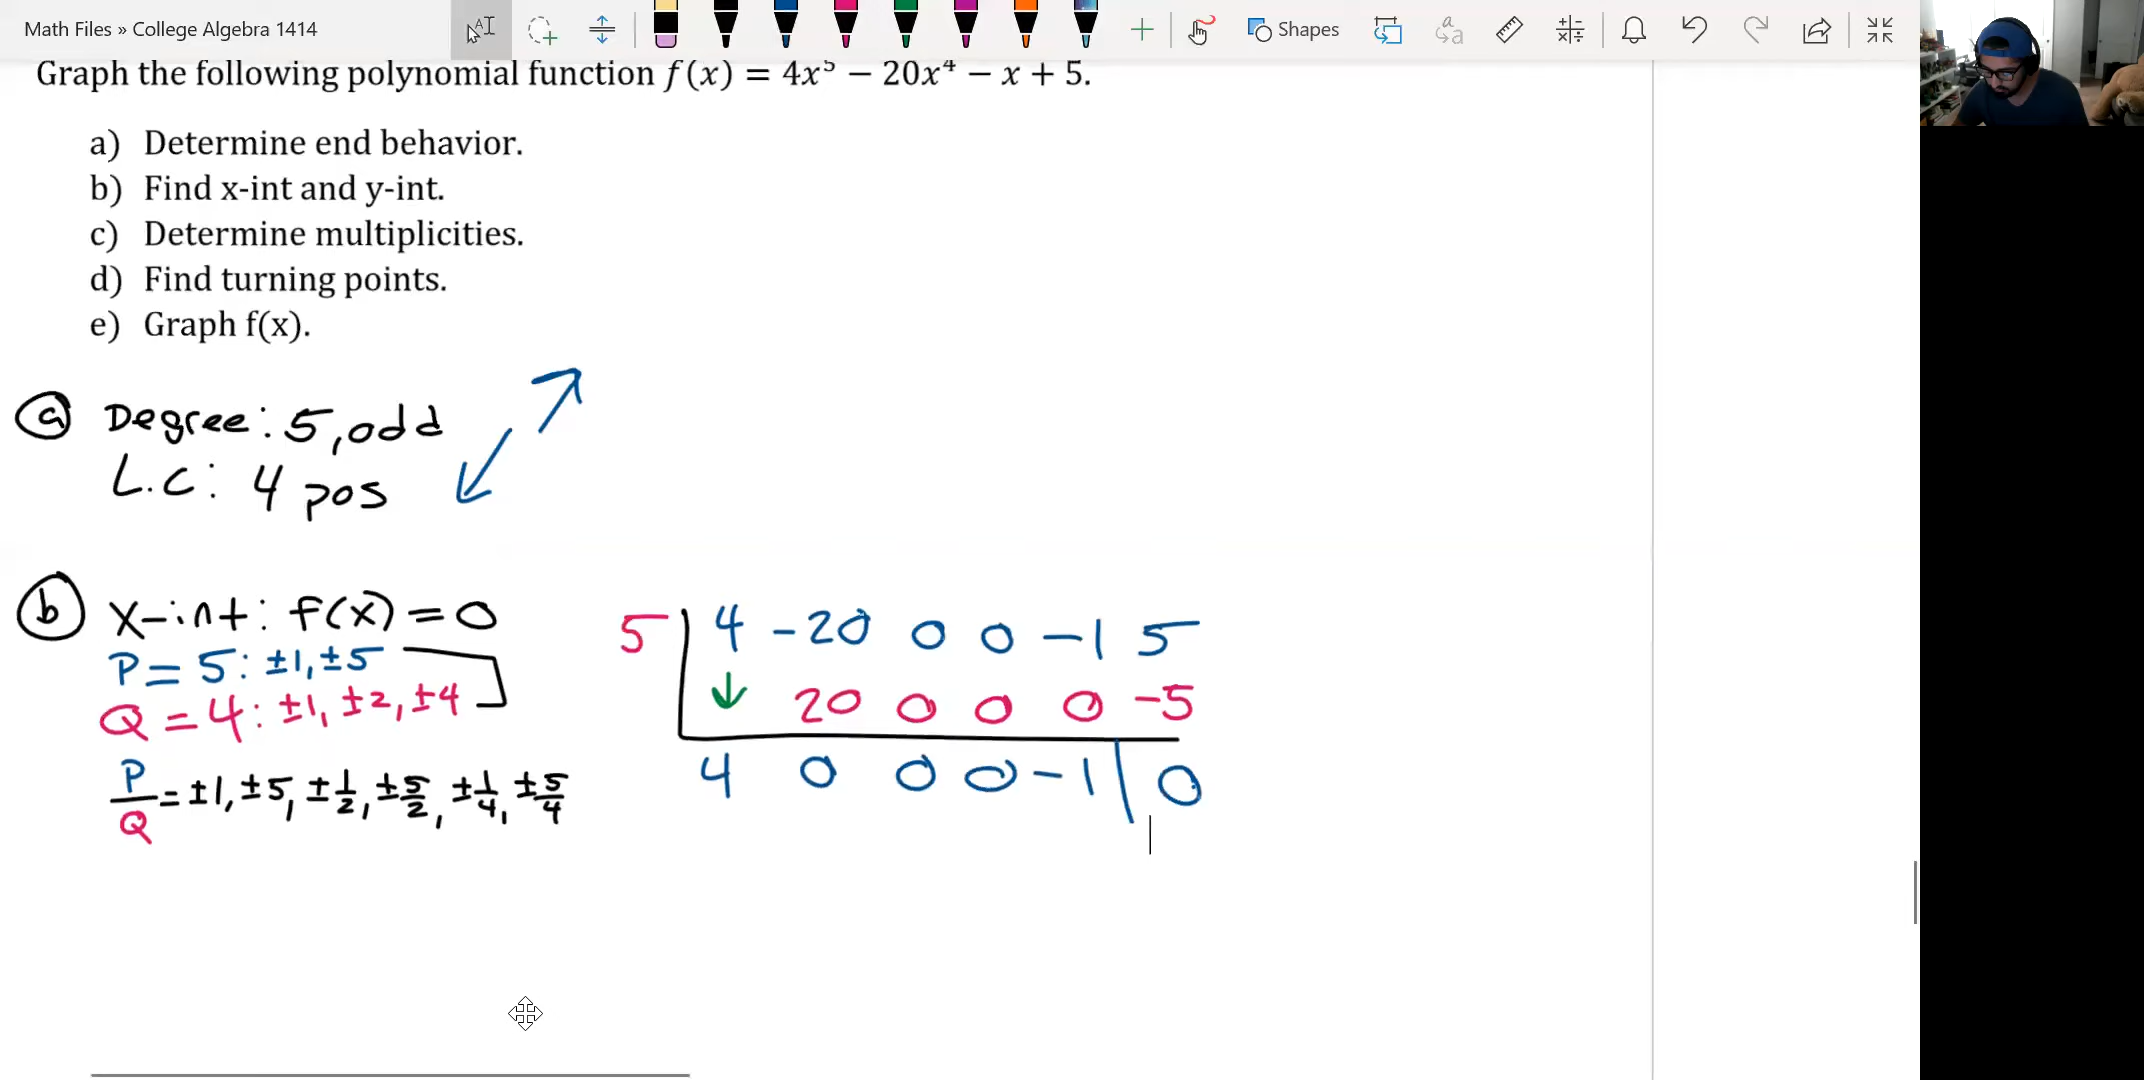 Math Files » College Algebra 1414
Shapes
Graph the following polynomial function f(x) = 4x⁵ − 20x⁴ − x + 5.
a) Determine end behavior.
b) Find x-int and y-int.
c) Determine multiplicities.
d) Find turning points.
e) Graph f(x).
ⓐ Degree: 5, odd
L.C: 4 pos
ⓑ X-int: f(x) = 0
P = 5: ±1, ±5
Q = 4: ±1, ±2, ±4
P/Q = ±1, ±5, ±1/2, ±5/2, ±1/4, ±5/4
5 | 4 -20 0 0 -1 5
↓ 20 0 0 0 -5
4 0 0 0 -1 | 0